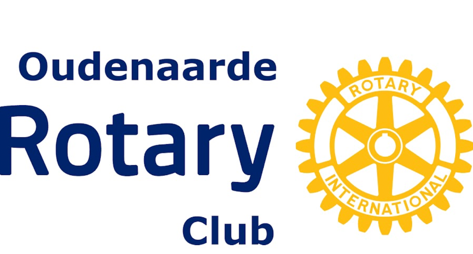 Oudenaarde
Rotary
Club
ROTARY
INTERNATIONAL